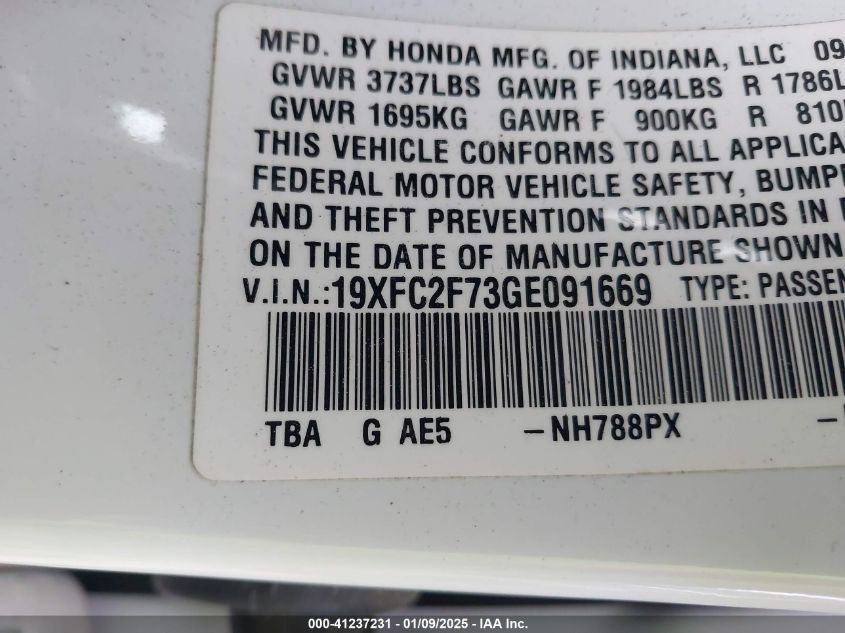 MFD. BY HONDA MFG. OF INDIANA, LLC 09
GVWR 3737LBS GAWR F 1984LBS R 1786L
GVWR 1695KG GAWR F 900KG R 810
THIS VEHICLE CONFORMS TO ALL APPLICA
FEDERAL MOTOR VEHICLE SAFETY, BUMP
AND THEFT PREVENTION STANDARDS IN
ON THE DATE OF MANUFACTURE SHOWN
V.I.N.:19XFC2F73GE091669 TYPE: PASSEN
TBA G AE5 -NH788PX -
000-41237231 - 01/09/2025 - IAA Inc.